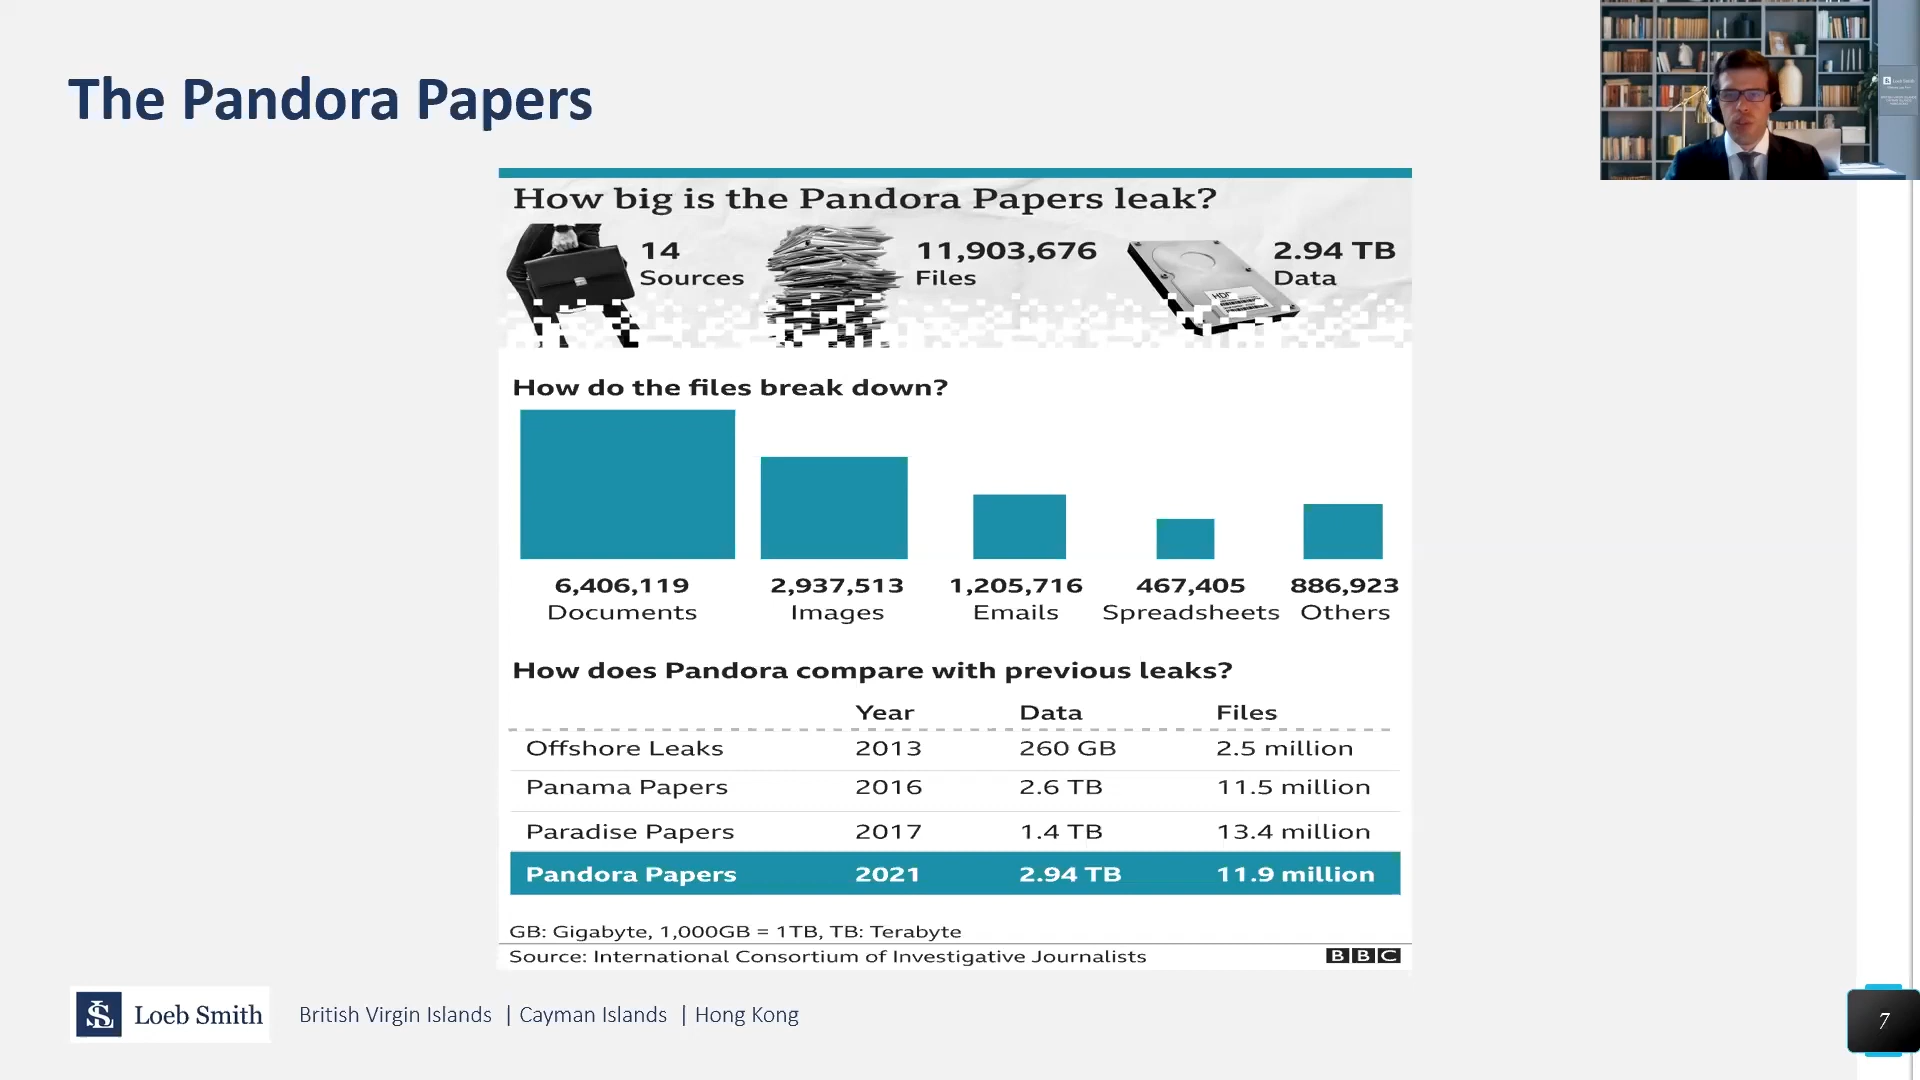 The Pandora Papers
How big is the Pandora Papers leak?
14
Sources
11,903,676
Files
2.94 TB
Data
How do the files break down?
6,406,119 2,937,513 1,205,716 467,405 886,923
Documents Images Emails Spreadsheets Others
How does Pandora compare with previous leaks?
Year Data Files
Offshore Leaks 2013 260 GB 2.5 million
Panama Papers 2016 2.6 TB 11.5 million
Paradise Papers 2017 1.4 TB 13.4 million
Pandora Papers 2021 2.94 TB 11.9 million
GB: Gigabyte, 1,000GB = 1TB, TB: Terabyte
Source: International Consortium of Investigative Journalists
BBC
Loeb Smith
British Virgin Islands | Cayman Islands | Hong Kong
7